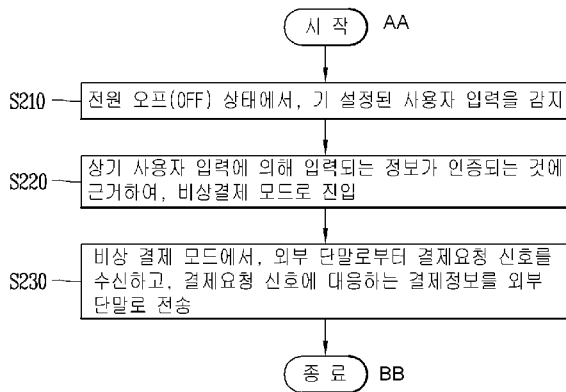 시 작
AA
S210
전원 오프(OFF) 상태에서, 기 설정된 사용자 입력을 감지
S220
상기 사용자 입력에 의해 입력되는 정보가 인증되는 것에
근거하여, 비상결제 모드로 진입
S230
비상 결제 모드에서, 외부 단말로부터 결제요청 신호를
수신하고, 결제요청 신호에 대응하는 결제정보를 외부
단말로 전송
종 료
BB